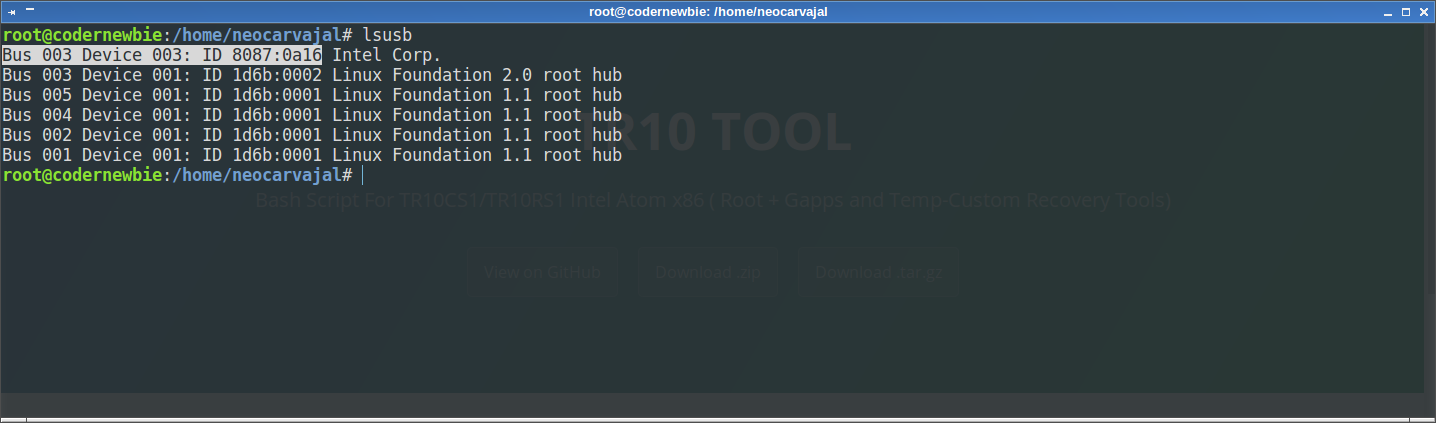 root@codernewbie: /home/neocarvajal
root@codernewbie:/home/neocarvajal# lsusb
Bus 003 Device 003: ID 8087:0a16 Intel Corp.
Bus 003 Device 001: ID 1d6b:0002 Linux Foundation 2.0 root hub
Bus 005 Device 001: ID 1d6b:0001 Linux Foundation 1.1 root hub
Bus 004 Device 001: ID 1d6b:0001 Linux Foundation 1.1 root hub
Bus 002 Device 001: ID 1d6b:0001 Linux Foundation 1.1 root hub
Bus 001 Device 001: ID 1d6b:0001 Linux Foundation 1.1 root hub
root@codernewbie:/home/neocarvajal#
TR10 TOOL
Bash Script For TR10CS1/TR10RS1 Intel Atom x86 ( Root + Gapps and Temp-Custom Recovery Tools)
View on GitHub
Download .zip
Download .tar.gz